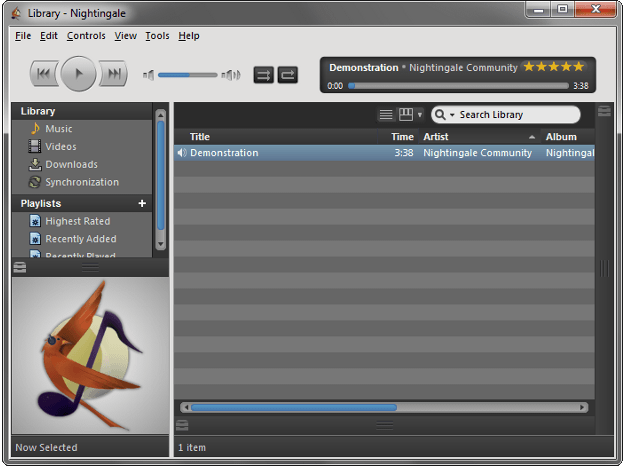 Library - Nightingale
File Edit Controls View Tools Help
Demonstration • Nightingale Community
0:00 3:38
Library
Music
Videos
Downloads
Synchronization
Playlists +
Highest Rated
Recently Added
Recently Played
Search Library
Title Time Artist Album
Demonstration 3:38 Nightingale Community Nightingal
Now Selected
1 item